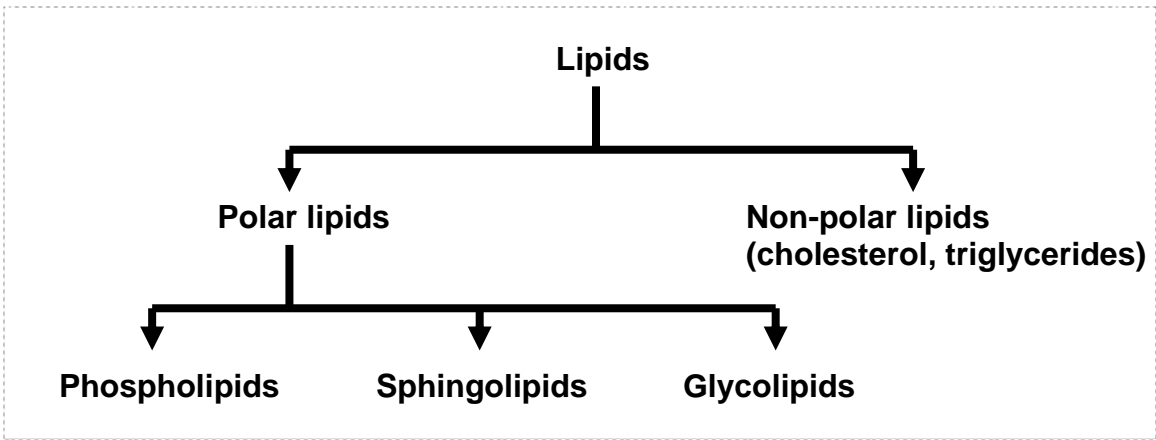 Lipids
Polar lipids
Non-polar lipids
(cholesterol, triglycerides)
Phospholipids
Sphingolipids
Glycolipids